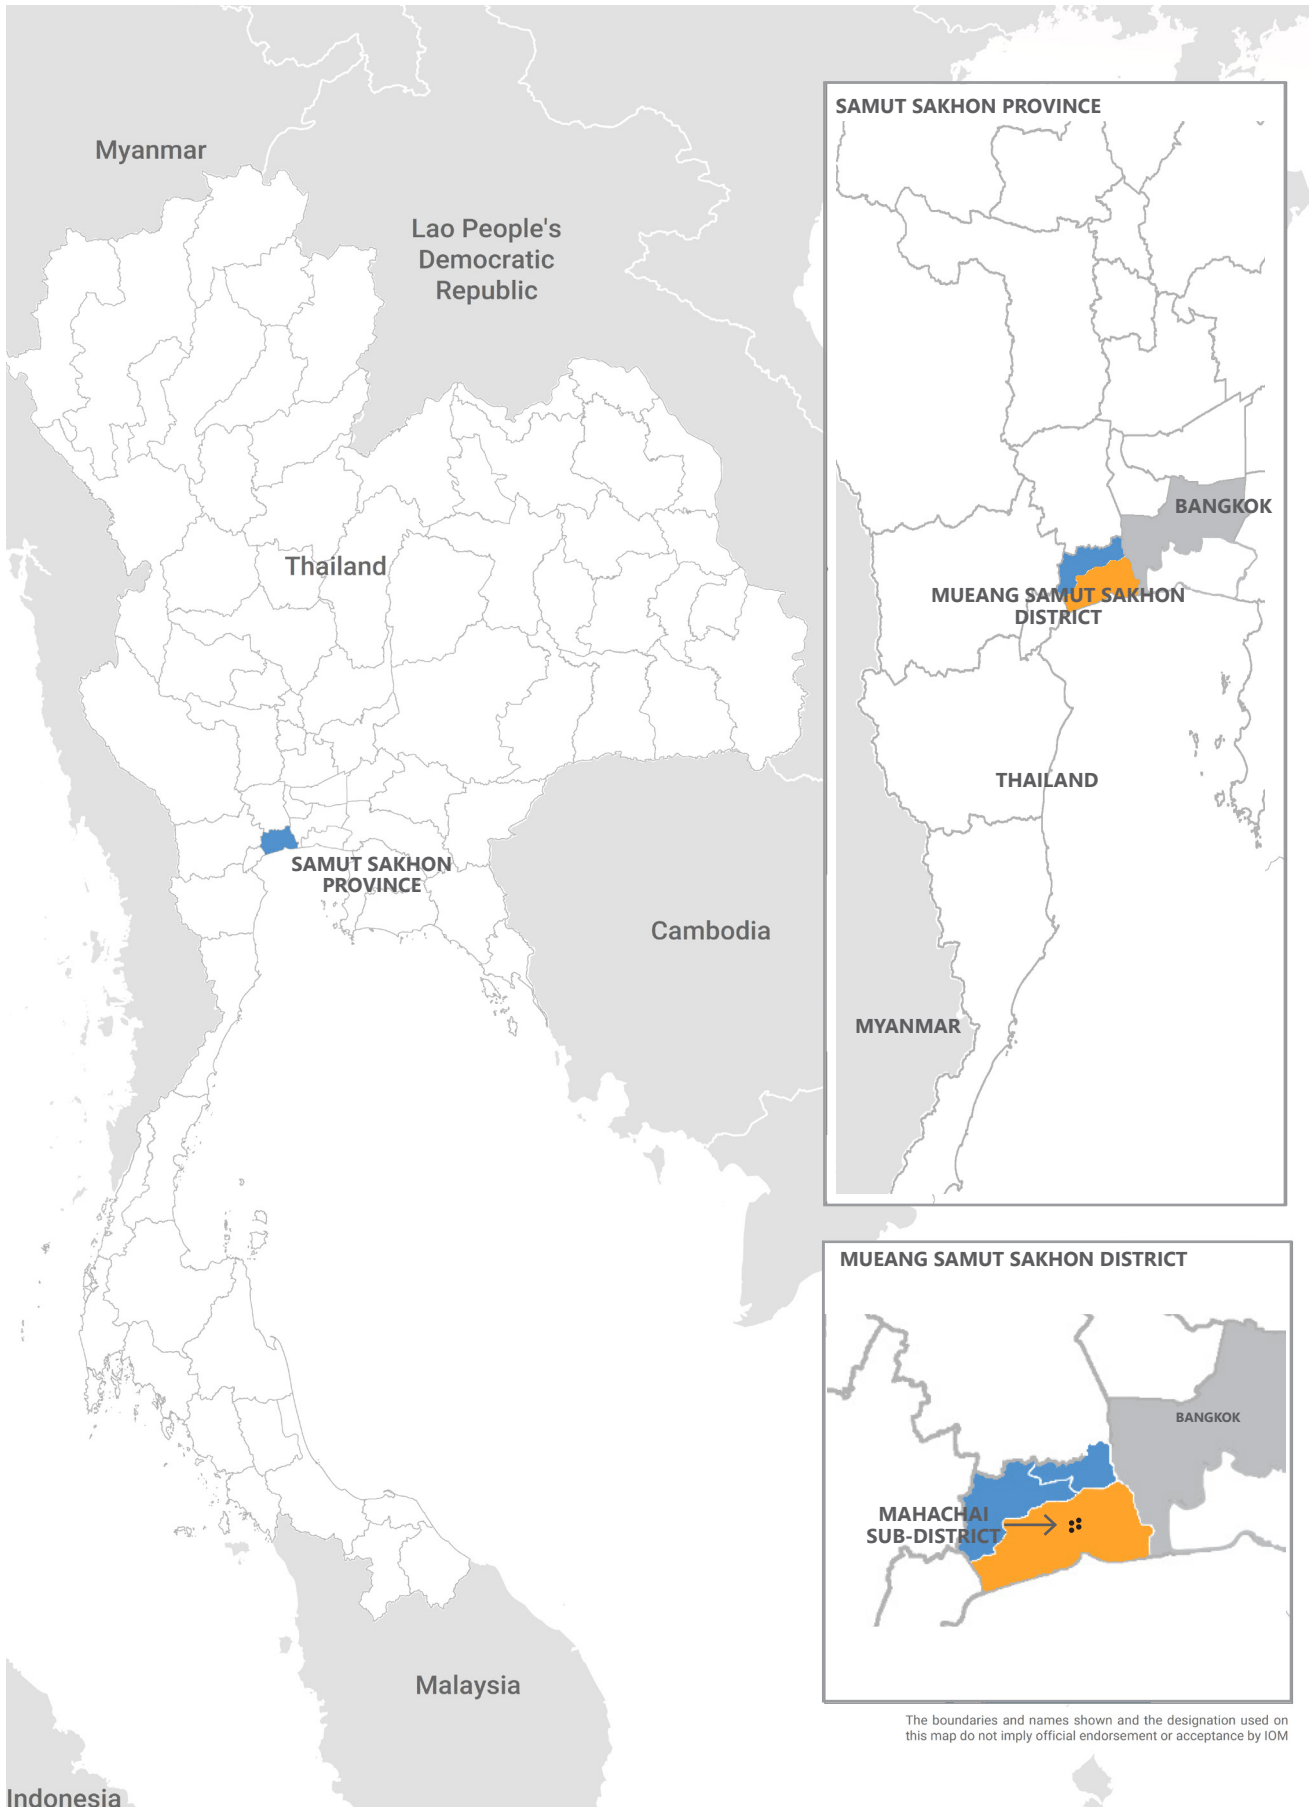 Myanmar
Lao People's
Democratic
Republic
Thailand
SAMUT SAKHON
PROVINCE
Cambodia
Malaysia
Indonesia
SAMUT SAKHON PROVINCE
BANGKOK
MUEANG SAMUT SAKHON
DISTRICT
THAILAND
MYANMAR
MUEANG SAMUT SAKHON DISTRICT
BANGKOK
MAHACHAI
SUB-DISTRICT
The boundaries and names shown and the designation used on
this map do not imply official endorsement or acceptance by IOM